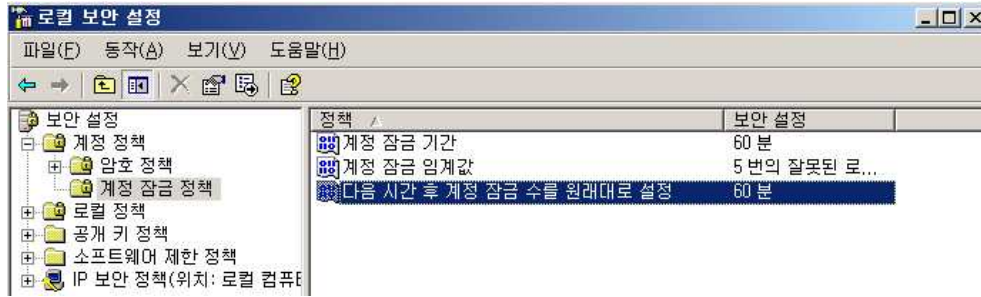 로컬 보안 설정
파일(F) 동작(A) 보기(V) 도움말(H)
보안 설정
계정 정책
암호 정책
계정 잠금 정책
로컬 정책
공개 키 정책
소프트웨어 제한 정책
IP 보안 정책(위치: 로컬 컴퓨터
정책 보안 설정
계정 잠금 기간 60 분
계정 잠금 임계값 5 번의 잘못된 로...
다음 시간 후 계정 잠금 수를 원래대로 설정 60 분